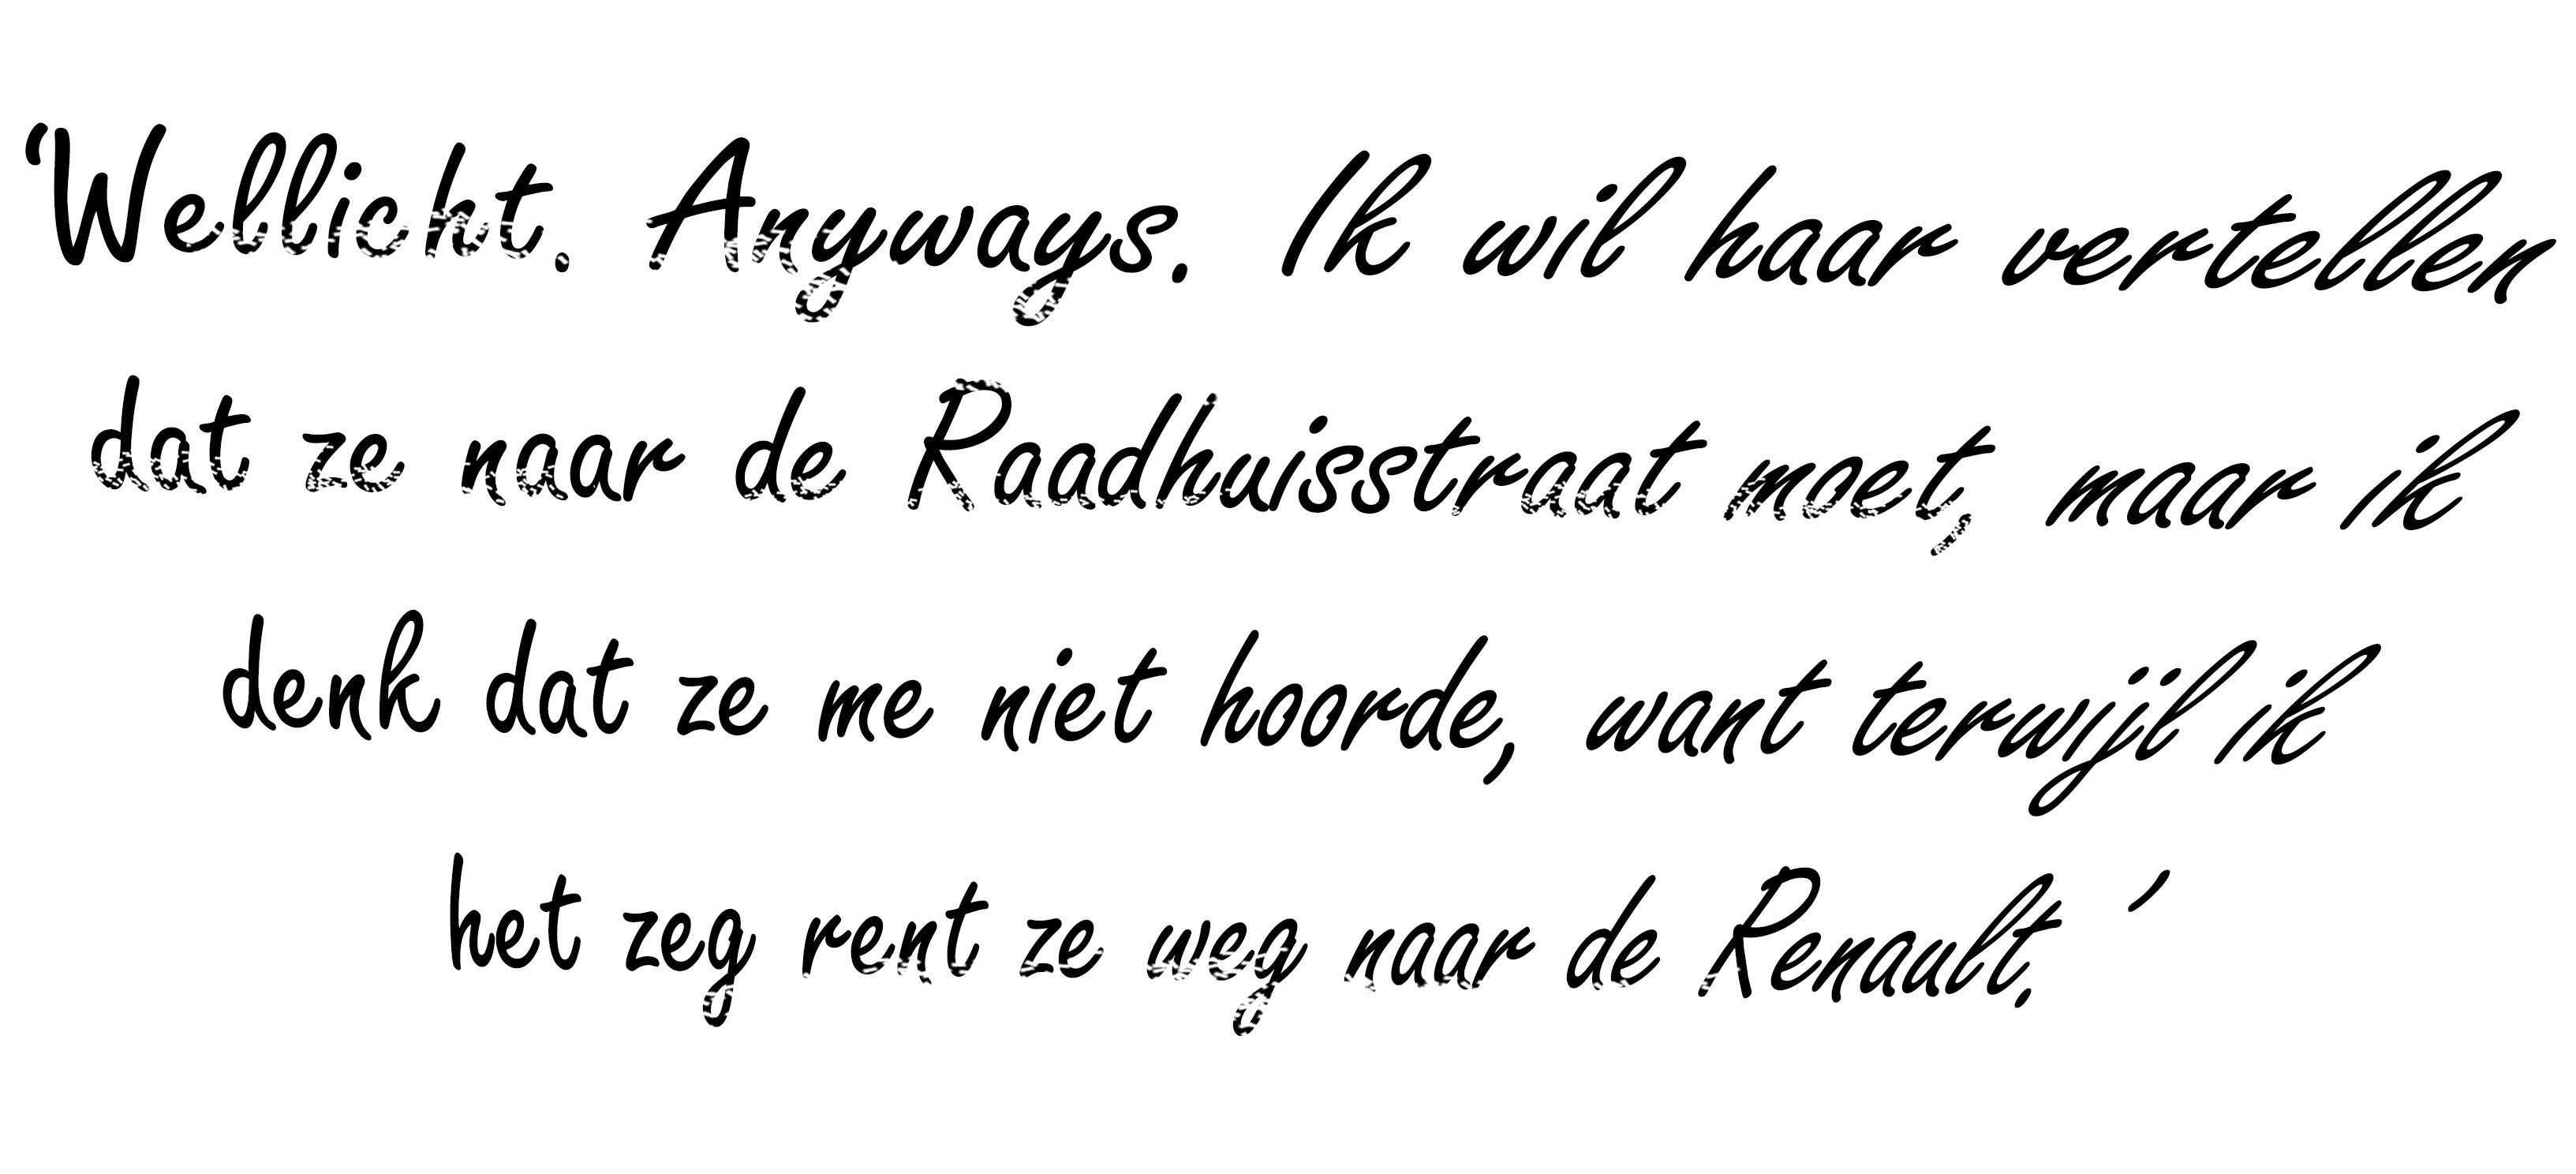 ‘Wellicht. Anyways. Ik wil haar vertellen
dat ze naar de Raadhuisstraat moet, maar ik
denk dat ze me niet hoorde, want terwijl ik
het zeg rent ze weg naar de Renault.’